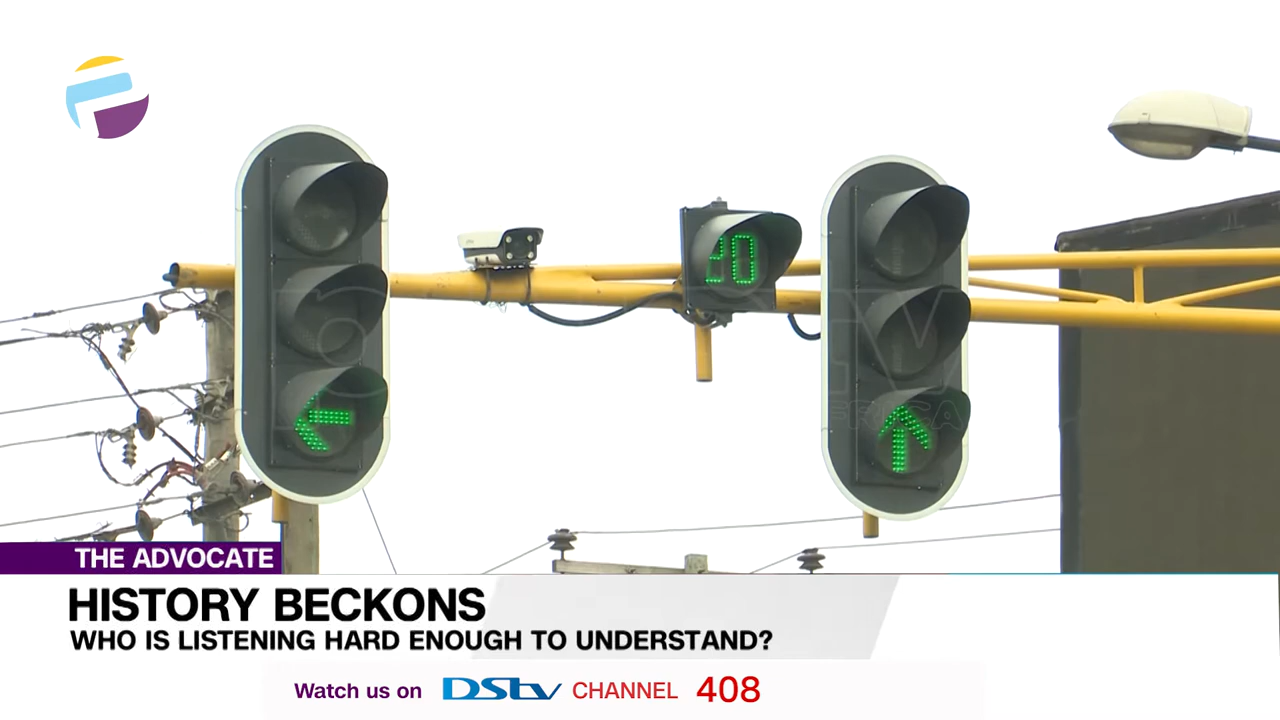 20
THE ADVOCATE
HISTORY BECKONS
WHO IS LISTENING HARD ENOUGH TO UNDERSTAND?
Watch us on DStv CHANNEL 408